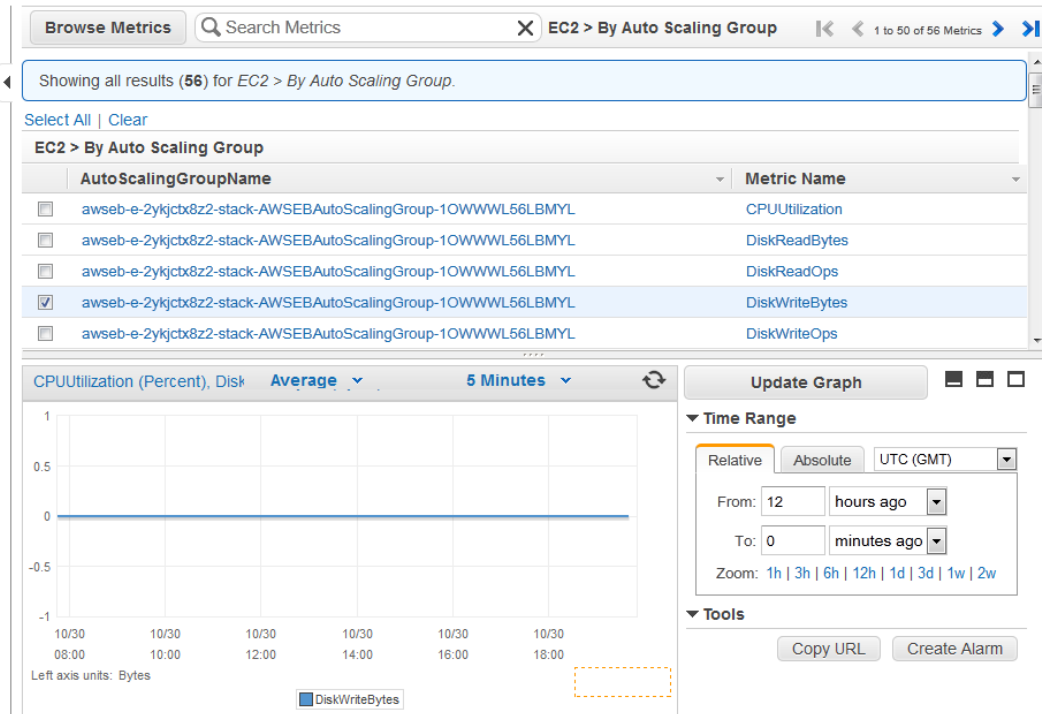 Browse Metrics Search Metrics X EC2 > By Auto Scaling Group 1 to 50 of 56 Metrics
Showing all results (56) for EC2 > By Auto Scaling Group.
Select All | Clear
EC2 > By Auto Scaling Group
AutoScalingGroupName Metric Name
awseb-e-2ykjctx8z2-stack-AWSEBAutoScalingGroup-1OWWWL56LBMYL CPUUtilization
awseb-e-2ykjctx8z2-stack-AWSEBAutoScalingGroup-1OWWWL56LBMYL DiskReadBytes
awseb-e-2ykjctx8z2-stack-AWSEBAutoScalingGroup-1OWWWL56LBMYL DiskReadOps
awseb-e-2ykjctx8z2-stack-AWSEBAutoScalingGroup-1OWWWL56LBMYL DiskWriteBytes
awseb-e-2ykjctx8z2-stack-AWSEBAutoScalingGroup-1OWWWL56LBMYL DiskWriteOps
CPUUtilization (Percent), Disk Average 5 Minutes
1
0.5
0
-0.5
-1
10/30 10/30 10/30 10/30 10/30 10/30
08:00 10:00 12:00 14:00 16:00 18:00
Left axis units: Bytes
DiskWriteBytes
Update Graph
Time Range
Relative Absolute UTC (GMT)
From: 12 hours ago
To: 0 minutes ago
Zoom: 1h | 3h | 6h | 12h | 1d | 3d | 1w | 2w
Tools
Copy URL Create Alarm